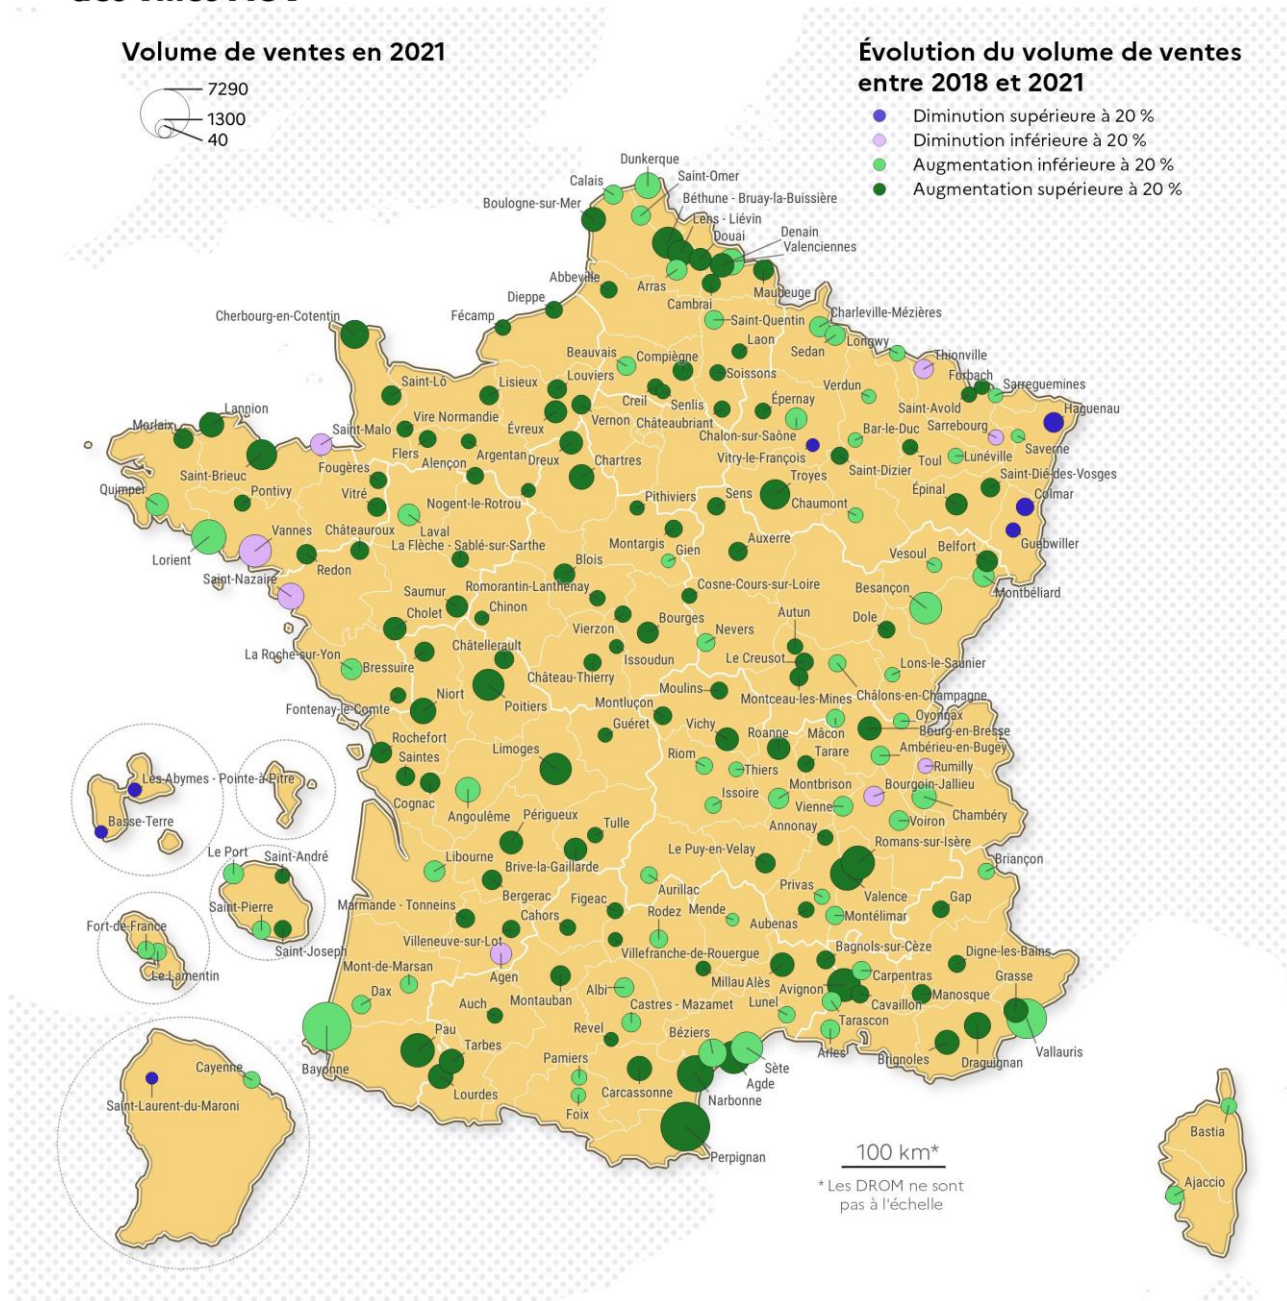 Volume de ventes en 2021
7290
1300
40
Évolution du volume de ventes
entre 2018 et 2021
Diminution supérieure à 20 %
Diminution inférieure à 20 %
Augmentation inférieure à 20 %
Augmentation supérieure à 20 %
Dunkerque
Saint-Omer
Calais
Béthune - Bruay-la-Buissière
Boulogne-sur-Mer
Lens - Liévin
Douai
Denain
Valenciennes
Abbeville
Arras
Maubeuge
Dieppe
Cambrai
Fécamp
Cherbourg-en-Cotentin
Saint-Quentin
Charleville-Mézières
Laon
Sedan
Longwy
Beauvais
Compiègne
Thionville
Saint-Lô
Lisieux
Louviers
Soissons
Forbach
Sarreguemines
Verdun
Creil
Senlis
Épernay
Saint-Avold
Lannion
Vire Normandie
Vernon
Châteaubriant
Haguenau
Morlaix
Saint-Malo
Évreux
Chalon-sur-Saône
Bar-le-Duc
Sarrebourg
Flers
Argentan
Saverne
Vitry-le-François
Toul
Lunéville
Fougères
Alençon
Dreux
Chartres
Saint-Dizier
Saint-Brieuc
Troyes
Saint-Dié-des-Vosges
Quimper
Pontivy
Vitré
Nogent-le-Rotrou
Pithiviers
Sens
Chaumont
Épinal
Colmar
Vannes
Châteauroux
Laval
Montargis
Auxerre
Guebwiller
La Flèche - Sablé-sur-Sarthe
Gien
Vesoul
Belfort
Lorient
Redon
Blois
Saint-Nazaire
Romorantin-Lanthenay
Cosne-Cours-sur-Loire
Besançon
Montbéliard
Saumur
Chinon
Cholet
Vierzon
Bourges
Nevers
Autun
Dole
La Roche-sur-Yon
Bressuire
Châtellerault
Issoudun
Le Creusot
Lons-le-Saunier
Château-Thierry
Moulins
Montceau-les-Mines
Châlons-en-Champagne
Fontenay-le-Comte
Niort
Poitiers
Montluçon
Oyonnax
Guéret
Vichy
Roanne
Mâcon
Bourg-en-Bresse
Rochefort
Limoges
Tarare
Ambérieu-en-Bugey
Saintes
Riom
Thiers
Rumilly
Les Abymes - Pointe-à-Pitre
Montbrison
Bourgoin-Jallieu
Cognac
Issoire
Vienne
Basse-Terre
Angoulême
Périgueux
Voiron
Chambéry
Tulle
Annonay
Romans-sur-Isère
Le Port
Saint-André
Libourne
Brive-la-Gaillarde
Le Puy-en-Velay
Briançon
Bergerac
Aurillac
Privas
Valence
Marmande - Tonneins
Figeac
Gap
Saint-Pierre
Cahors
Rodez
Mende
Aubenas
Montélimar
Fort-de-France
Villeneuve-sur-Lot
Saint-Joseph
Villefranche-de-Rouergue
Bagnols-sur-Cèze
Digne-les-Bains
Le Lamentin
Mont-de-Marsan
Agen
Millau
Alès
Carpentras
Grasse
Dax
Montauban
Albi
Avignon
Manosque
Auch
Castres - Mazamet
Lunel
Cavaillon
Revel
Béziers
Tarascon
Pau
Tarbes
Arles
Brignoles
Vallauris
Pamiers
Draguignan
Cayenne
Bayonne
Sète
Agde
Saint-Laurent-du-Maroni
Lourdes
Carcassonne
Narbonne
Foix
Perpignan
Bastia
100 km*
Ajaccio
* Les DROM ne sont
pas à l'échelle